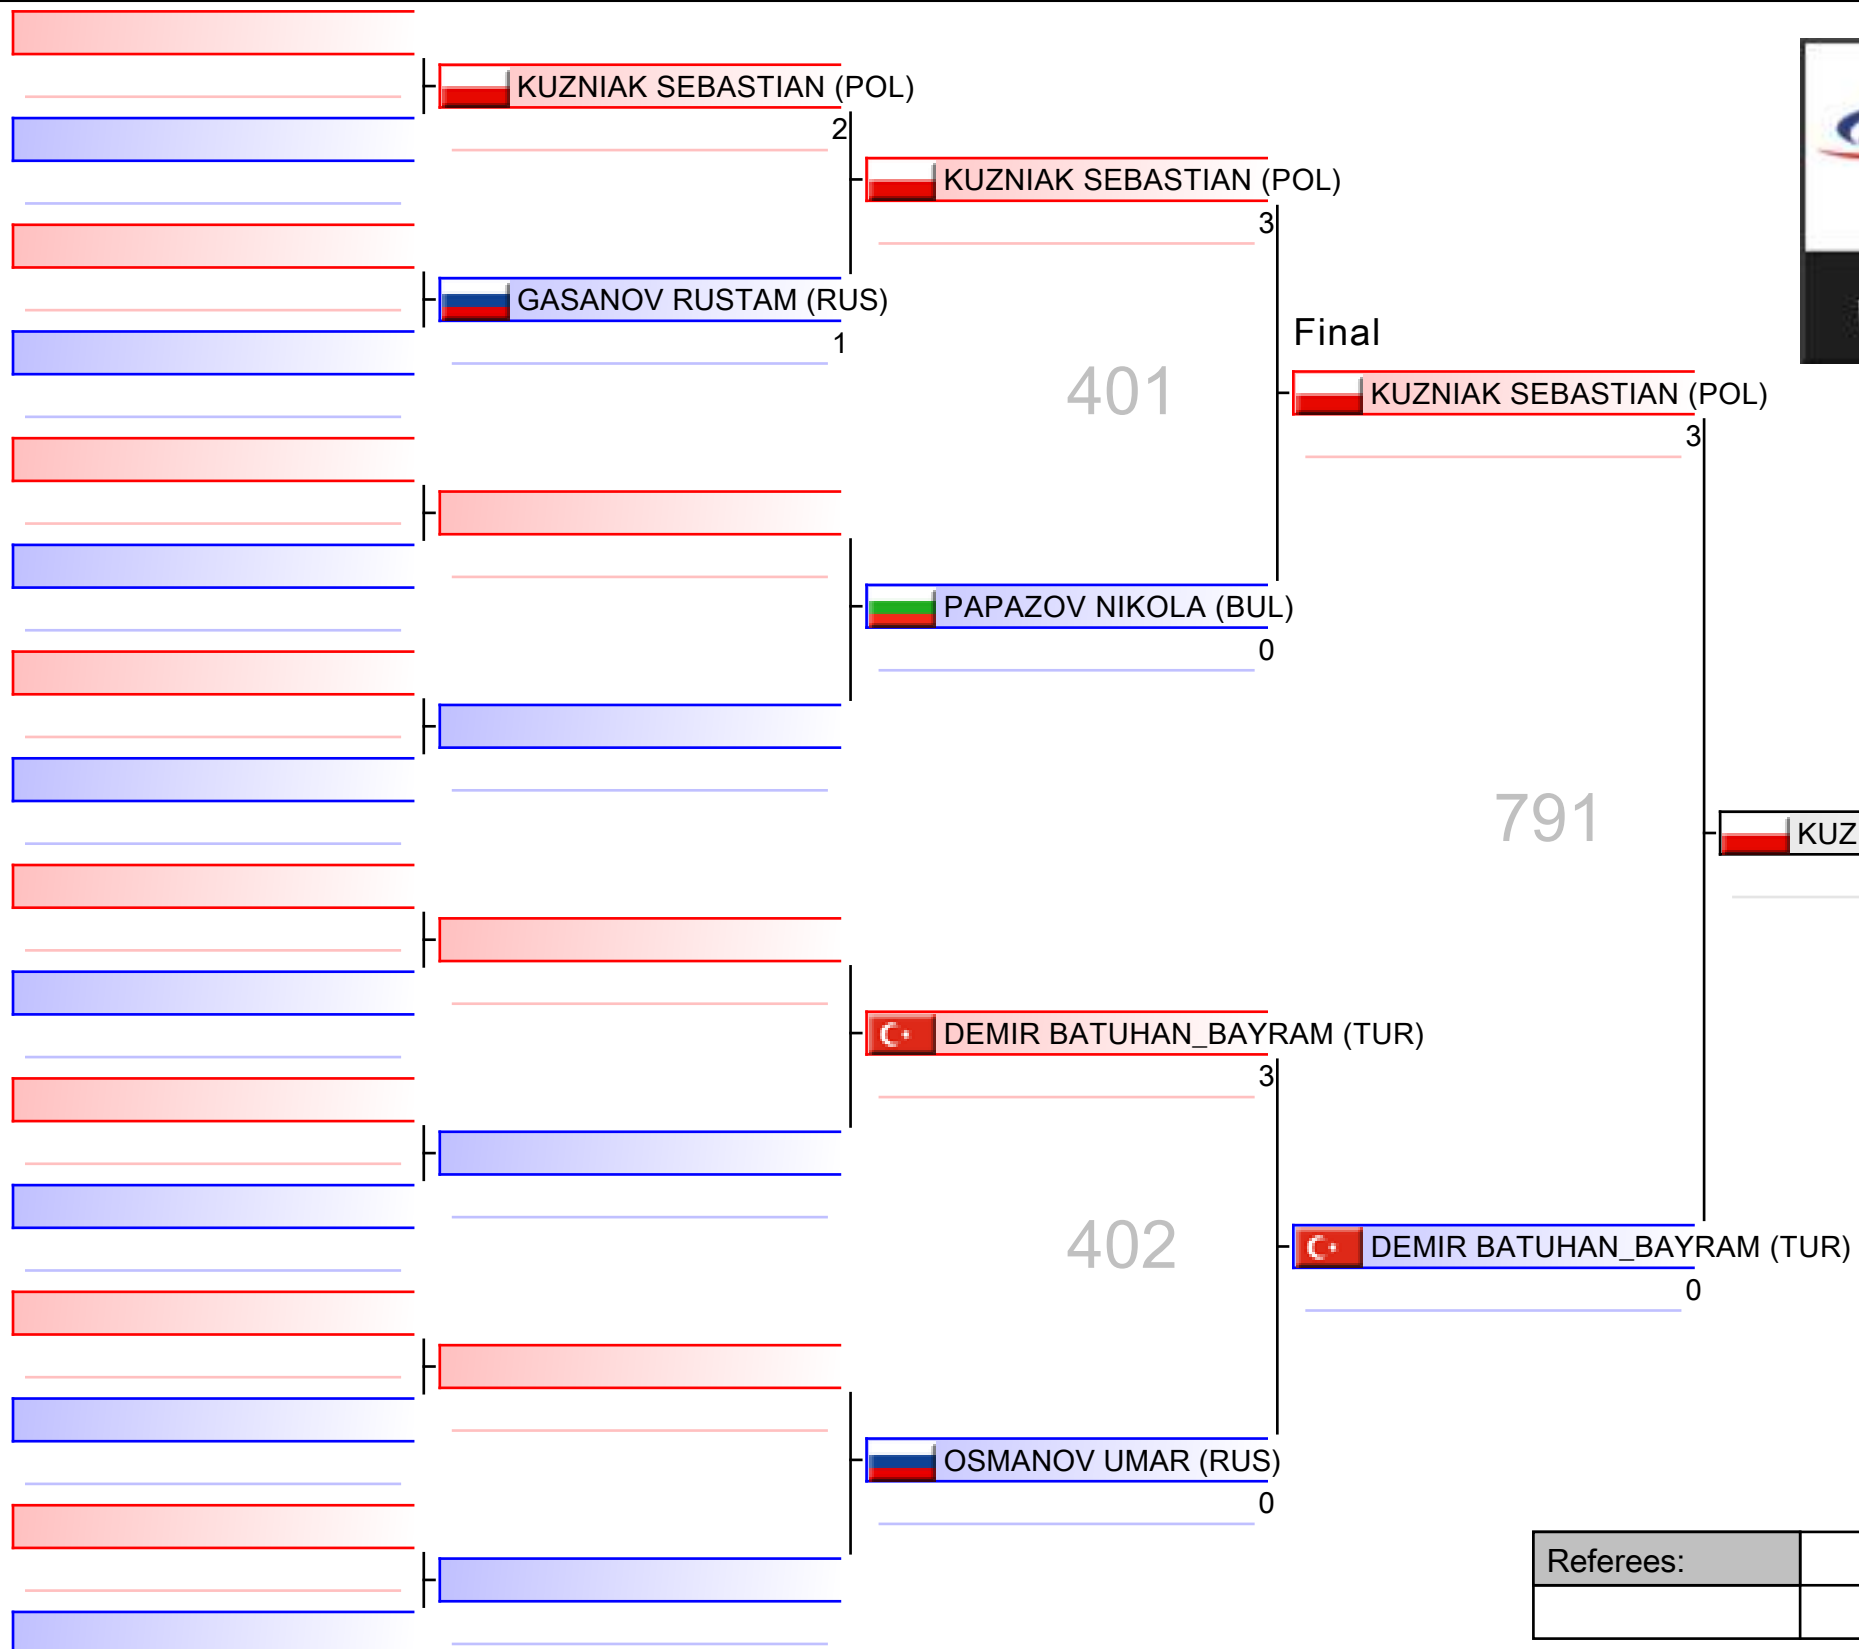 KUZNIAK SEBASTIAN (POL)
2
KUZNIAK SEBASTIAN (POL)
3
GASANOV RUSTAM (RUS)
1
Final
401
KUZNIAK SEBASTIAN (POL)
3
PAPAZOV NIKOLA (BUL)
0
791
KUZ
DEMIR BATUHAN_BAYRAM (TUR)
3
402
DEMIR BATUHAN_BAYRAM (TUR)
0
OSMANOV UMAR (RUS)
0
Referees: